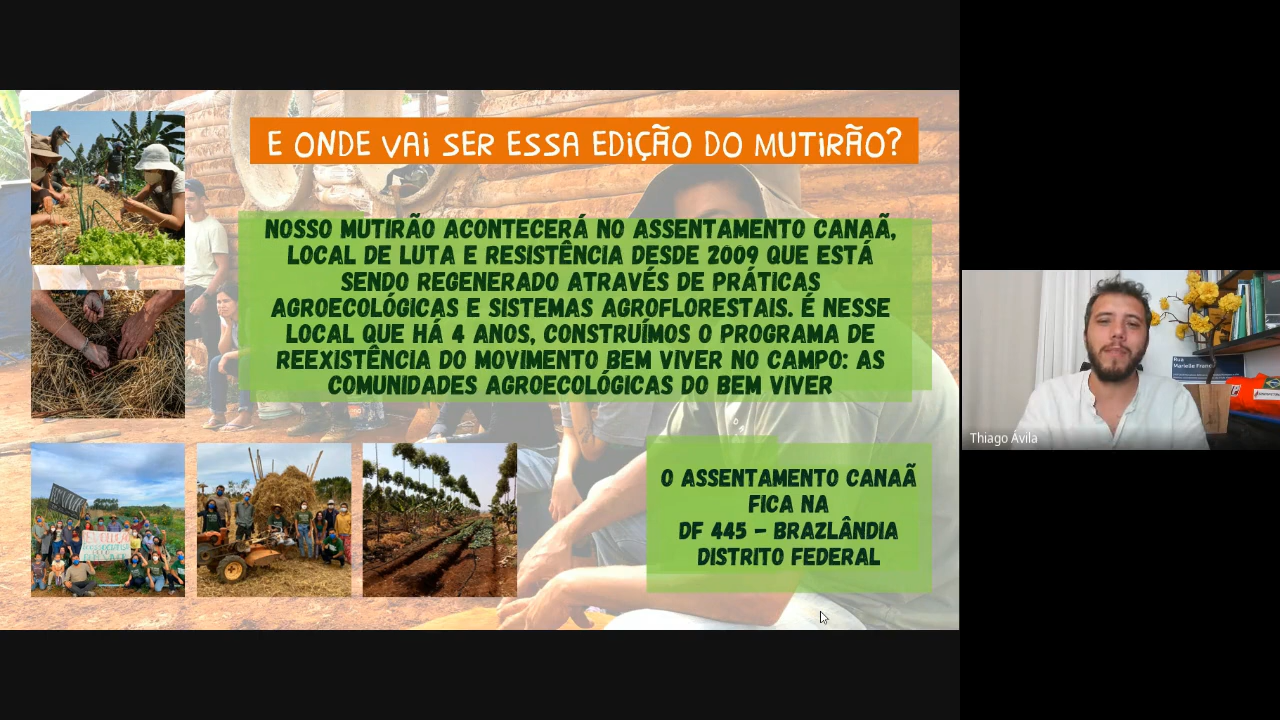 E ONDE VAI SER ESSA EDIÇÃO DO MUTIRÃO?
NOSSO MUTIRÃO ACONTECERÁ NO ASSENTAMENTO CANAÃ,
LOCAL DE LUTA E RESISTÊNCIA DESDE 2009 QUE ESTÁ
SENDO REGENERADO ATRAVÉS DE PRÁTICAS
AGROECOLÓGICAS E SISTEMAS AGROFLORESTAIS. É NESSE
LOCAL QUE HÁ 4 ANOS, CONSTRUÍMOS O PROGRAMA DE
REEXISTÊNCIA DO MOVIMENTO BEM VIVER NO CAMPO: AS
COMUNIDADES AGROECOLÓGICAS DO BEM VIVER
O ASSENTAMENTO CANAÃ
FICA NA
DF 445 – BRAZLÂNDIA
DISTRITO FEDERAL
Rua
Marielle Franco
Thiago Ávila